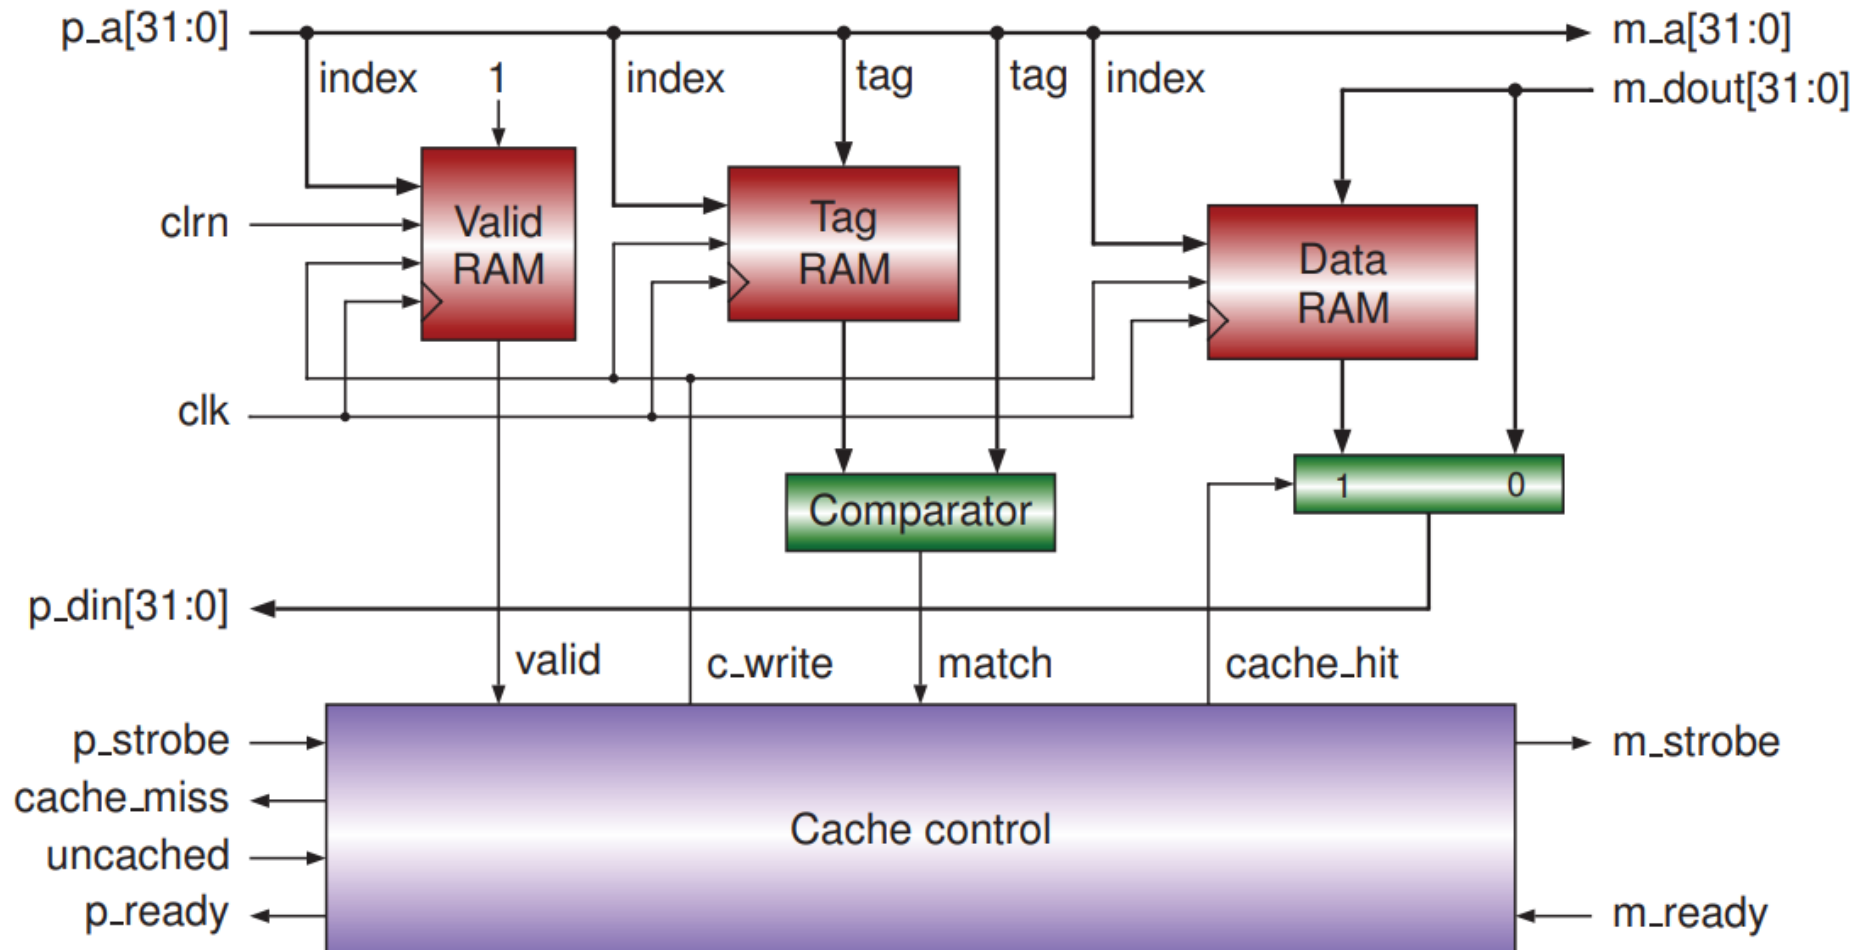 p_a[31:0]
m_a[31:0]
index
1
index
tag
tag
index
m_dout[31:0]
Valid
RAM
Tag
RAM
Data
RAM
clrn
clk
Comparator
1
0
p_din[31:0]
valid
c_write
match
cache_hit
p_strobe
m_strobe
cache_miss
Cache control
uncached
p_ready
m_ready